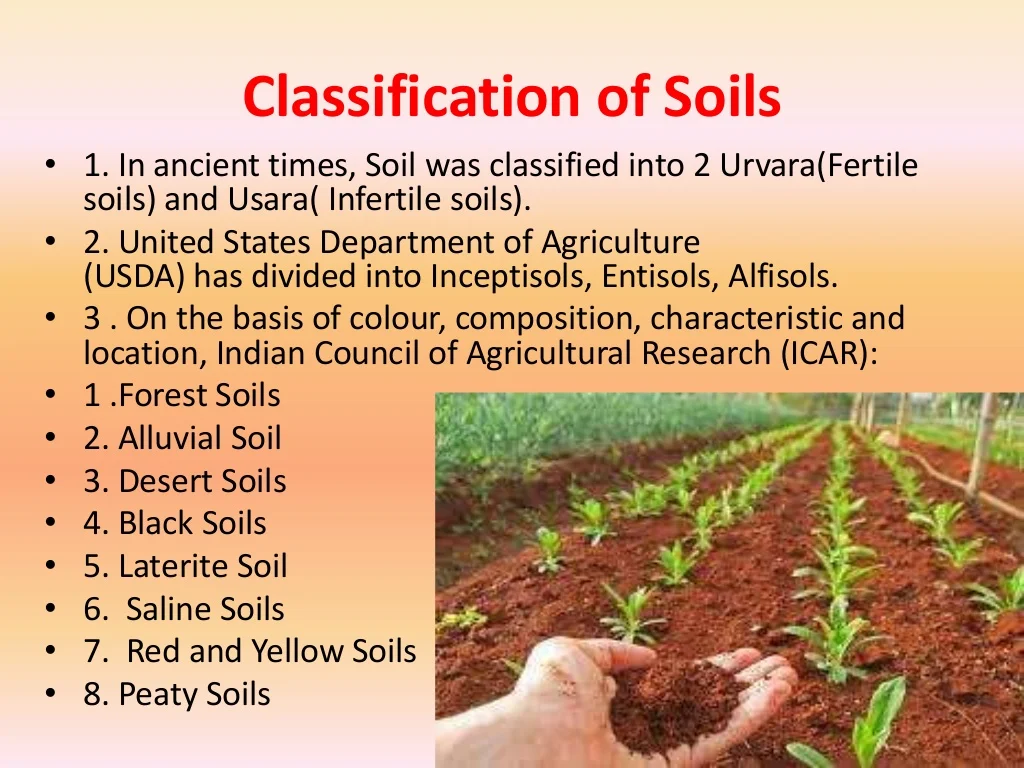 Classification of Soils
• 1. In ancient times, Soil was classified into 2 Urvara(Fertile
soils) and Usara( Infertile soils).
• 2. United States Department of Agriculture
(USDA) has divided into Inceptisols, Entisols, Alfisols.
• 3 . On the basis of colour, composition, characteristic and
location, Indian Council of Agricultural Research (ICAR):
• 1 .Forest Soils
• 2. Alluvial Soil
• 3. Desert Soils
• 4. Black Soils
• 5. Laterite Soil
• 6.  Saline Soils
• 7.  Red and Yellow Soils
• 8. Peaty Soils